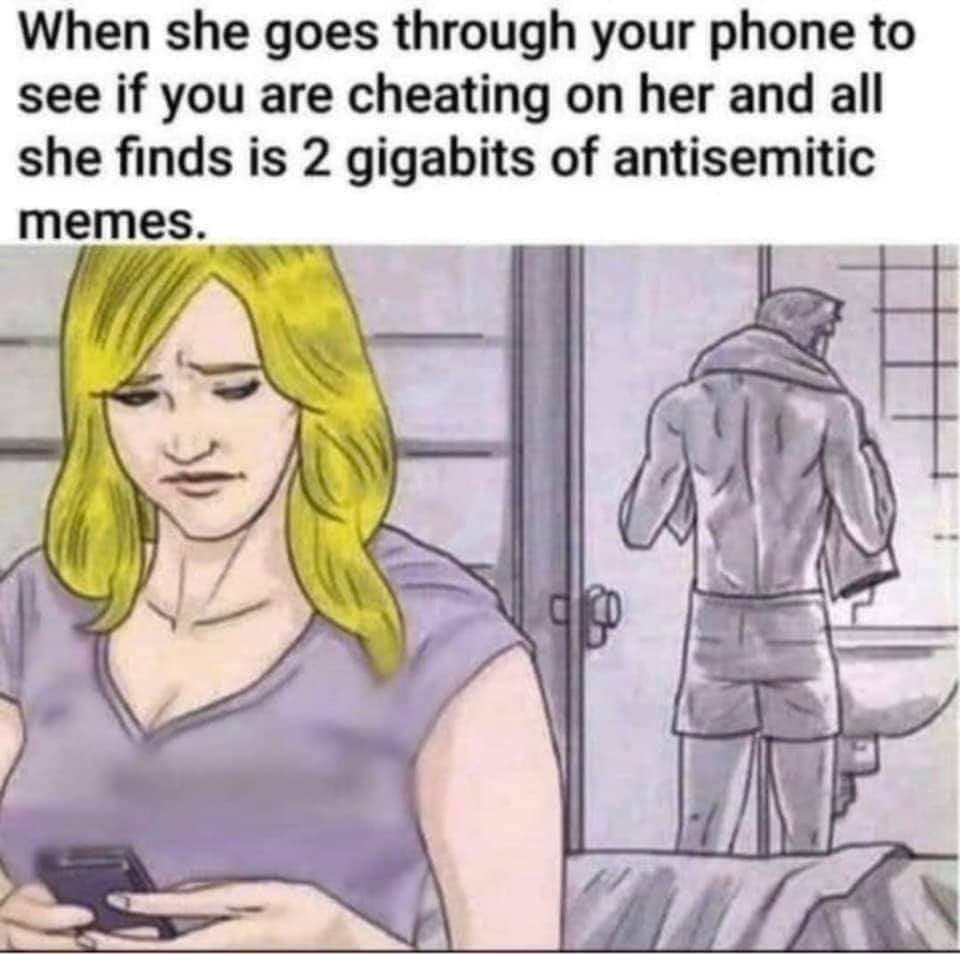 When she goes through your phone to
see if you are cheating on her and all
she finds is 2 gigabits of antisemitic
memes.